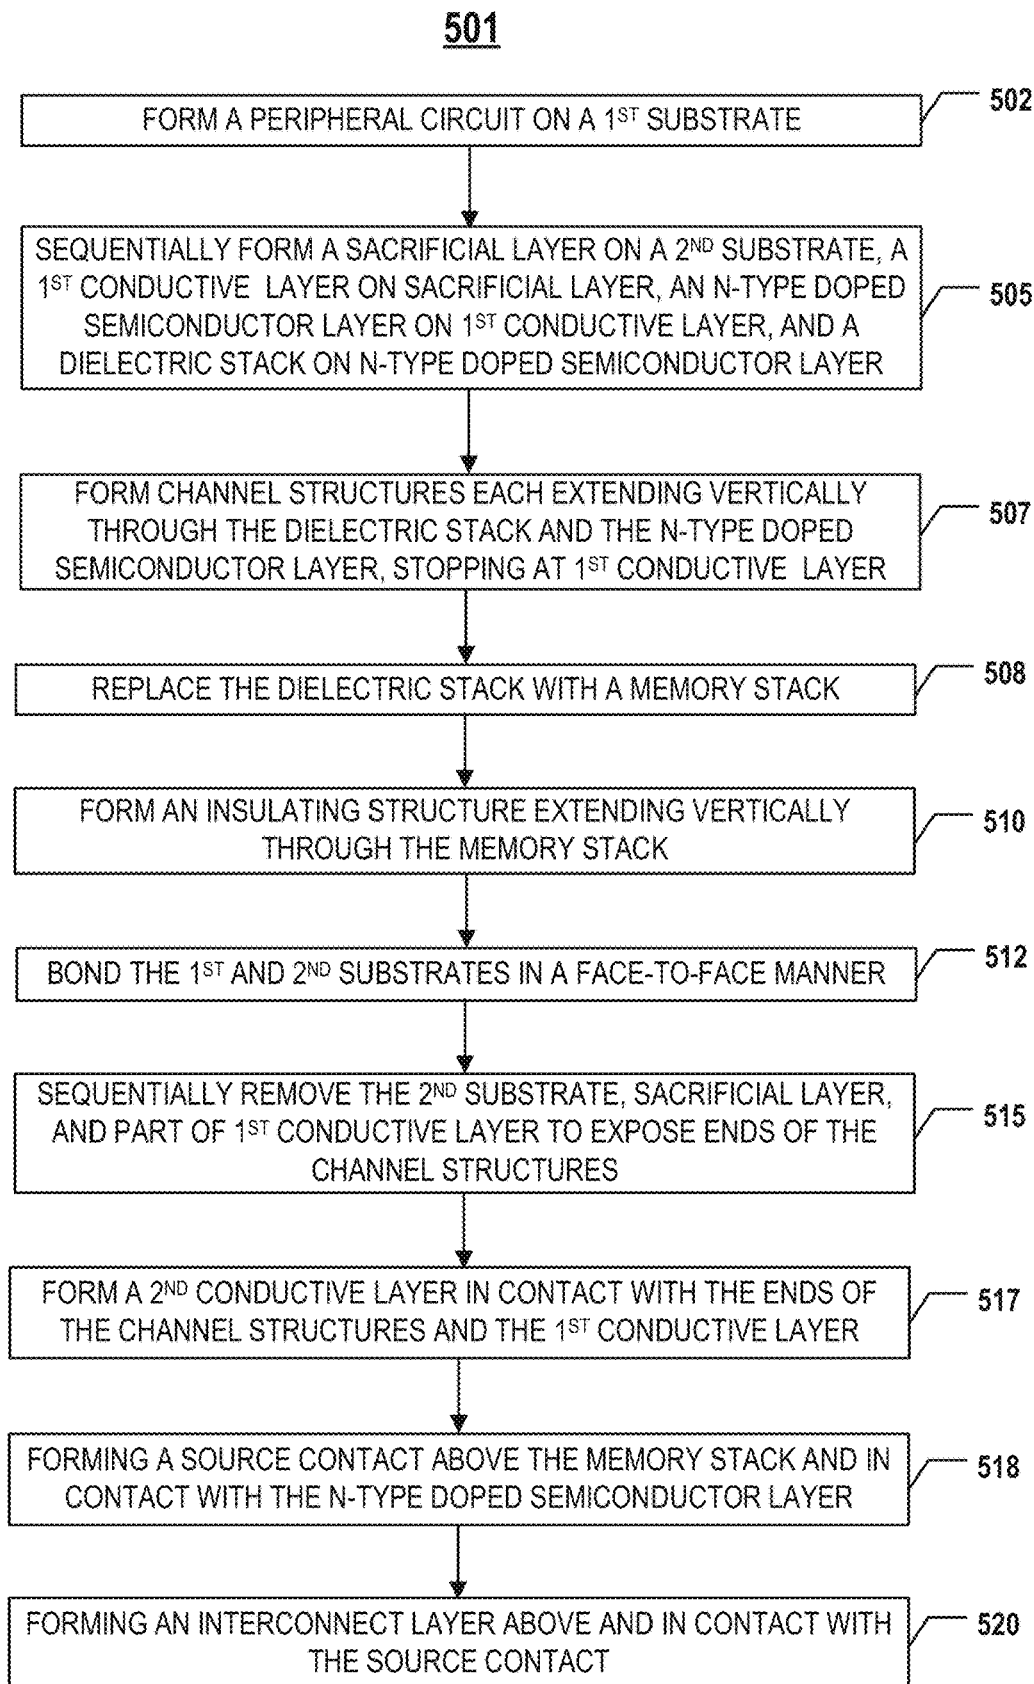 501
FORM A PERIPHERAL CIRCUIT ON A 1ST SUBSTRATE
502
SEQUENTIALLY FORM A SACRIFICIAL LAYER ON A 2ND SUBSTRATE, A
1ST CONDUCTIVE LAYER ON SACRIFICIAL LAYER, AN N-TYPE DOPED
SEMICONDUCTOR LAYER ON 1ST CONDUCTIVE LAYER, AND A
DIELECTRIC STACK ON N-TYPE DOPED SEMICONDUCTOR LAYER
505
FORM CHANNEL STRUCTURES EACH EXTENDING VERTICALLY
THROUGH THE DIELECTRIC STACK AND THE N-TYPE DOPED
SEMICONDUCTOR LAYER, STOPPING AT 1ST CONDUCTIVE LAYER
507
REPLACE THE DIELECTRIC STACK WITH A MEMORY STACK
508
FORM AN INSULATING STRUCTURE EXTENDING VERTICALLY
THROUGH THE MEMORY STACK
510
BOND THE 1ST AND 2ND SUBSTRATES IN A FACE-TO-FACE MANNER
512
SEQUENTIALLY REMOVE THE 2ND SUBSTRATE, SACRIFICIAL LAYER,
AND PART OF 1ST CONDUCTIVE LAYER TO EXPOSE ENDS OF THE
CHANNEL STRUCTURES
515
FORM A 2ND CONDUCTIVE LAYER IN CONTACT WITH THE ENDS OF
THE CHANNEL STRUCTURES AND THE 1ST CONDUCTIVE LAYER
517
FORMING A SOURCE CONTACT ABOVE THE MEMORY STACK AND IN
CONTACT WITH THE N-TYPE DOPED SEMICONDUCTOR LAYER
518
FORMING AN INTERCONNECT LAYER ABOVE AND IN CONTACT WITH
THE SOURCE CONTACT
520